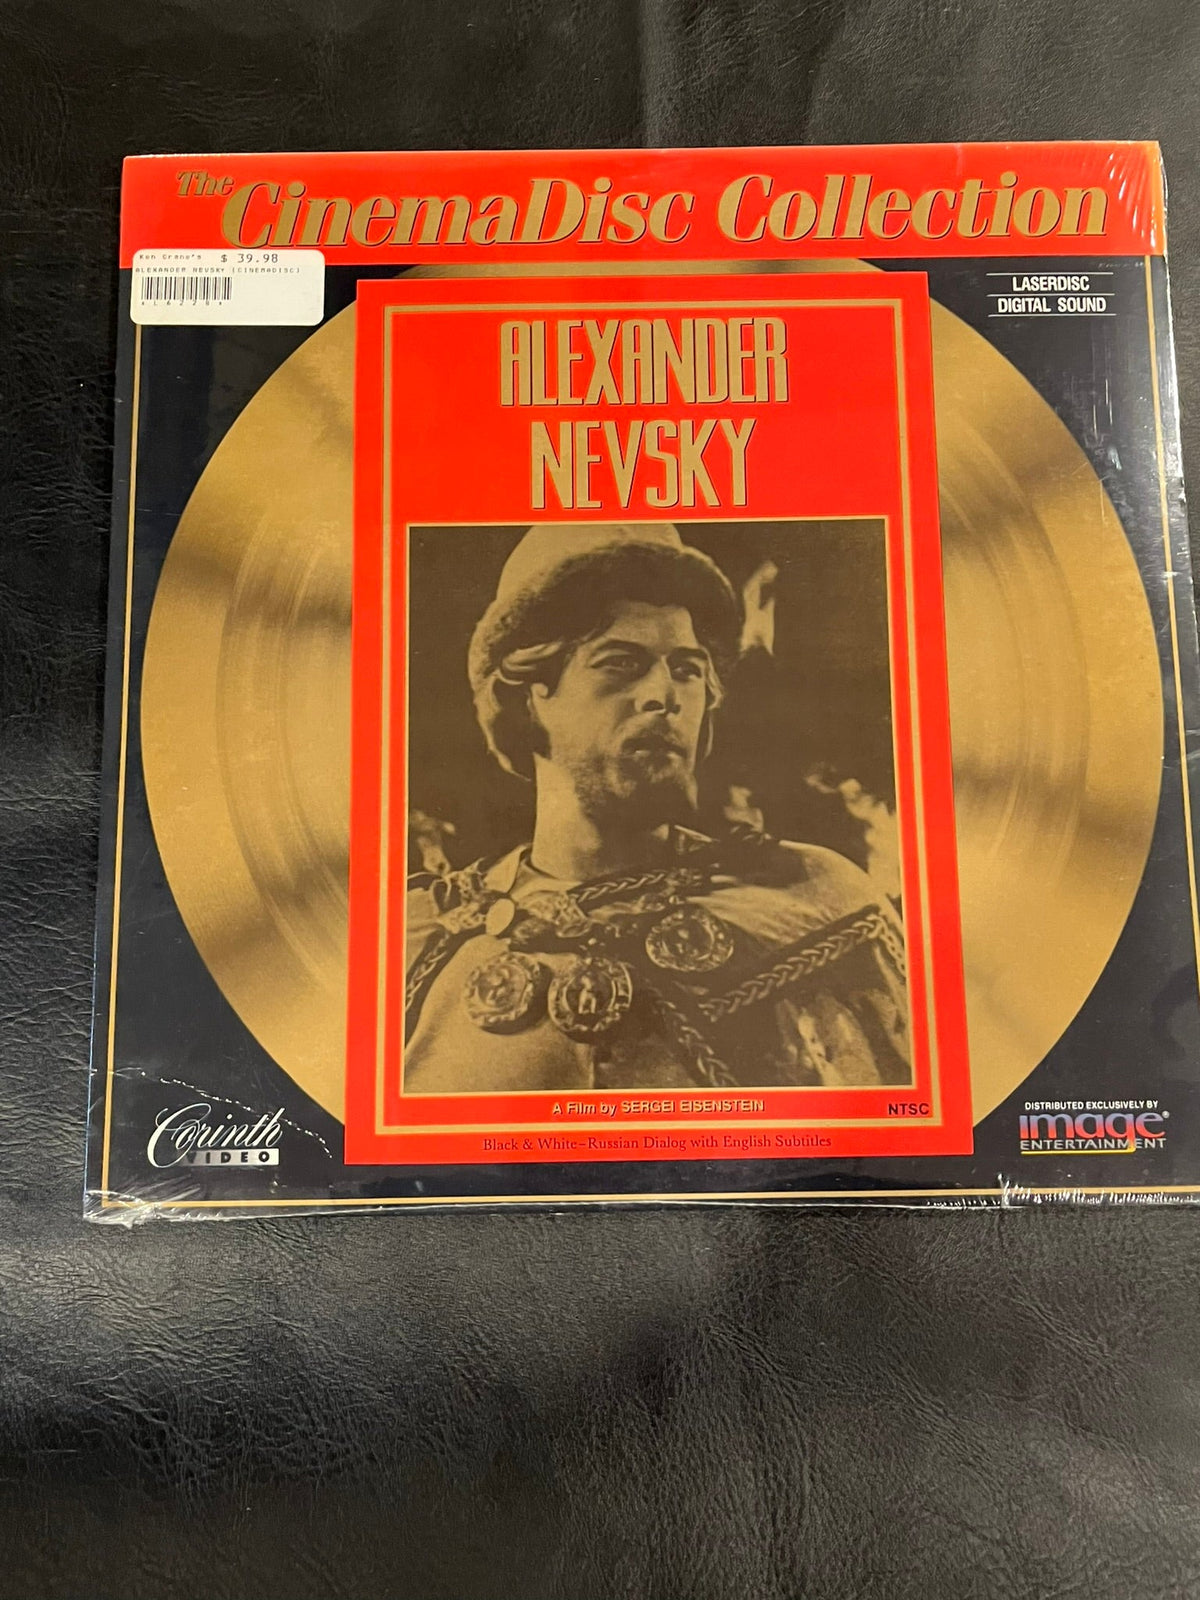 The CinemaDisc Collection
Ken Crane's $ 39.98
ALEXANDER NEVSKY (CINEMADISC)
LASERDISC
DIGITAL SOUND
ALEXANDER
NEVSKY
A Film by SERGEI EISENSTEIN
NTSC
Black & White–Russian Dialog with English Subtitles
Corinth
VIDEO
DISTRIBUTED EXCLUSIVELY BY
image®
ENTERTAINMENT